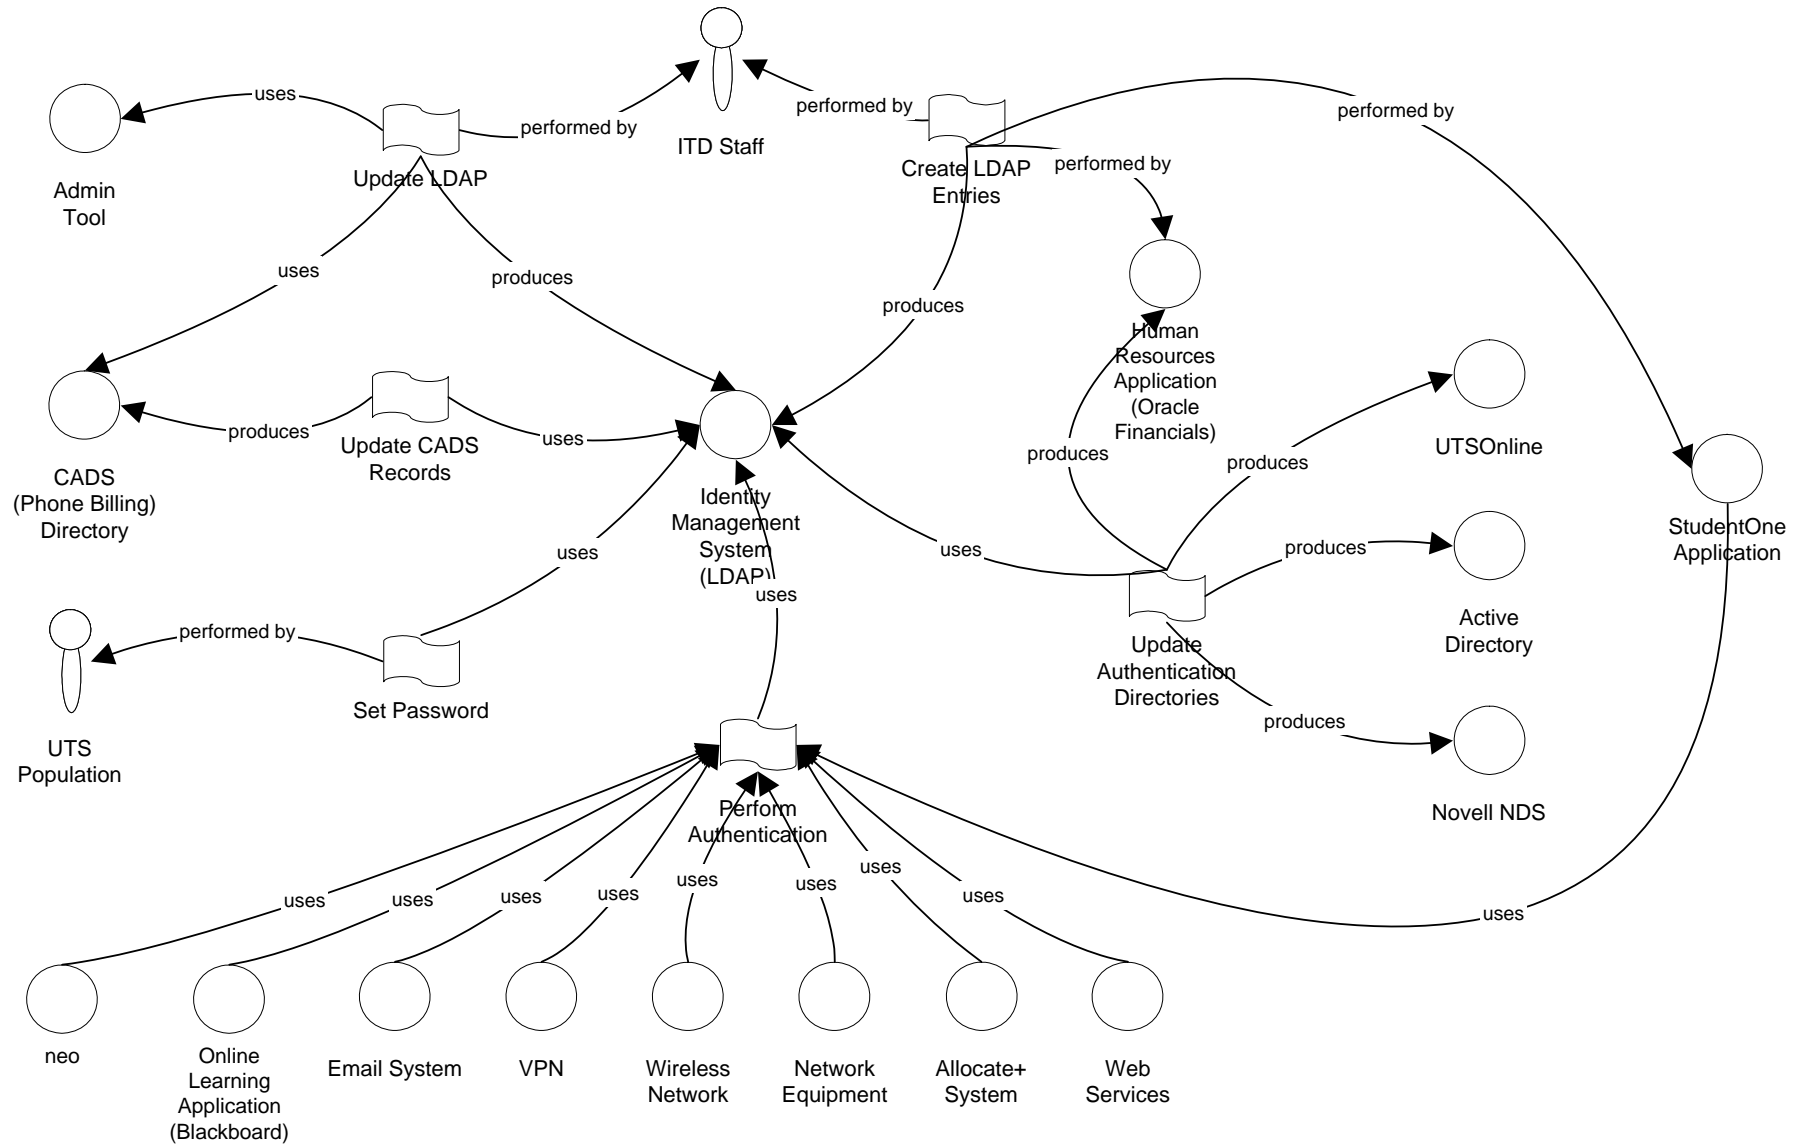 uses
performed by
performed by
performed by
ITD Staff
Admin
Tool
Update LDAP
Create LDAP
Entries
performed by
uses
produces
produces
Human
Resources
Application
(Oracle
Financials)
produces
uses
Update CADS
Records
produces
produces
UTSOnline
CADS
(Phone Billing)
Directory
Identity
Management
System
(LDAP)
StudentOne
Application
uses
uses
produces
uses
performed by
Update
Authentication
Directories
Active
Directory
Set Password
produces
UTS
Population
Perform
Authentication
Novell NDS
uses
uses
uses
uses
uses
uses
uses
uses
uses
neo
Online
Learning
Application
(Blackboard)
Email System
VPN
Wireless
Network
Network
Equipment
Allocate+
System
Web
Services